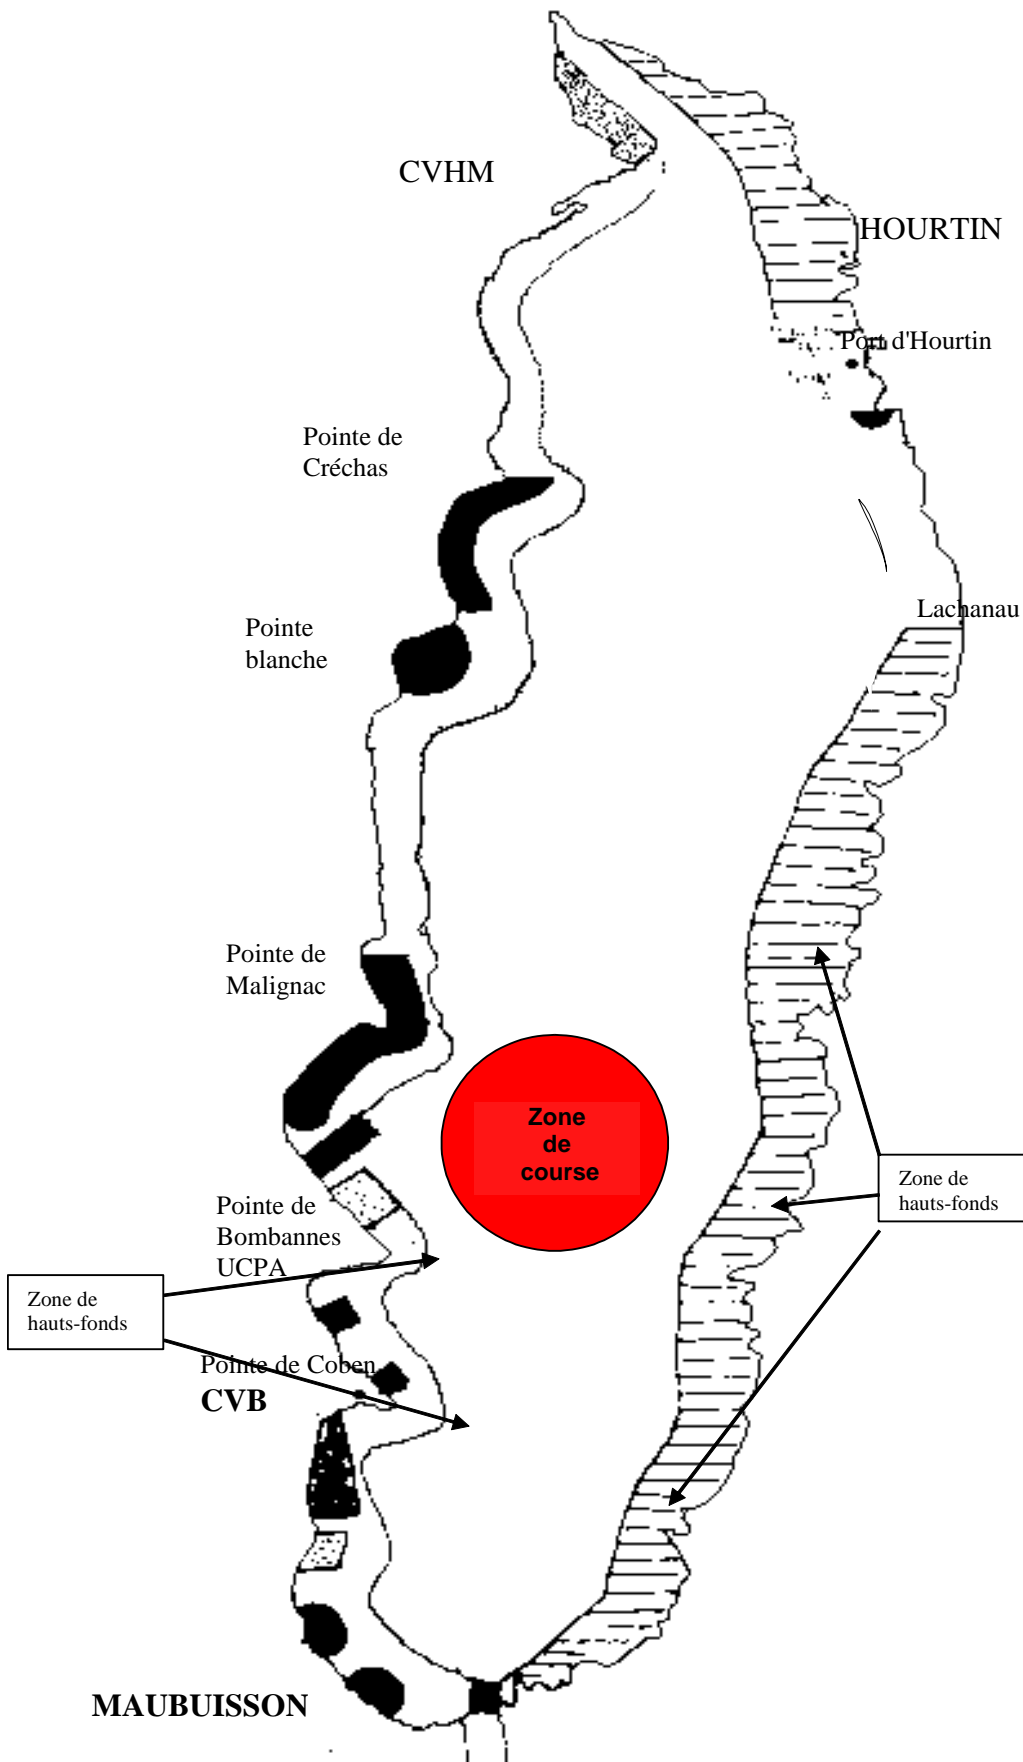 CVHM
HOURTIN
Port d'Hourtin
Pointe de
Créchas
Lachanau
Pointe
blanche
Pointe de
Malignac
Zone
de
course
Zone de
hauts-fonds
Pointe de
Bombannes
UCPA
Zone de
hauts-fonds
Pointe de Coben
CVB
MAUBUISSON